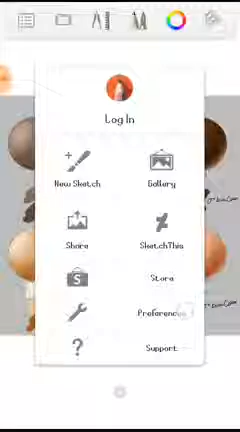 Log In
New Sketch
Gallery
Share
SketchThis
Store
Preferences
Support